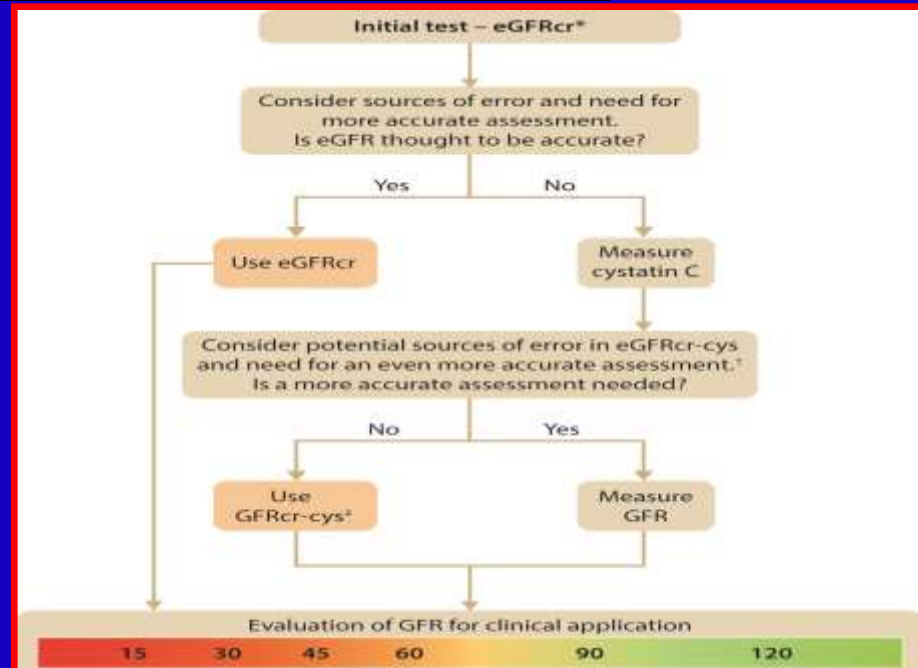 Initial test – eGFRcr*
Consider sources of error and need for
more accurate assessment.
Is eGFR thought to be accurate?
Yes No
Use eGFRcr
Measure
cystatin C
Consider potential sources of error in eGFRcr-cys
and need for an even more accurate assessment.†
Is a more accurate assessment needed?
No Yes
Use
GFRcr-cys‡
Measure
GFR
Evaluation of GFR for clinical application
15 30 45 60 90 120